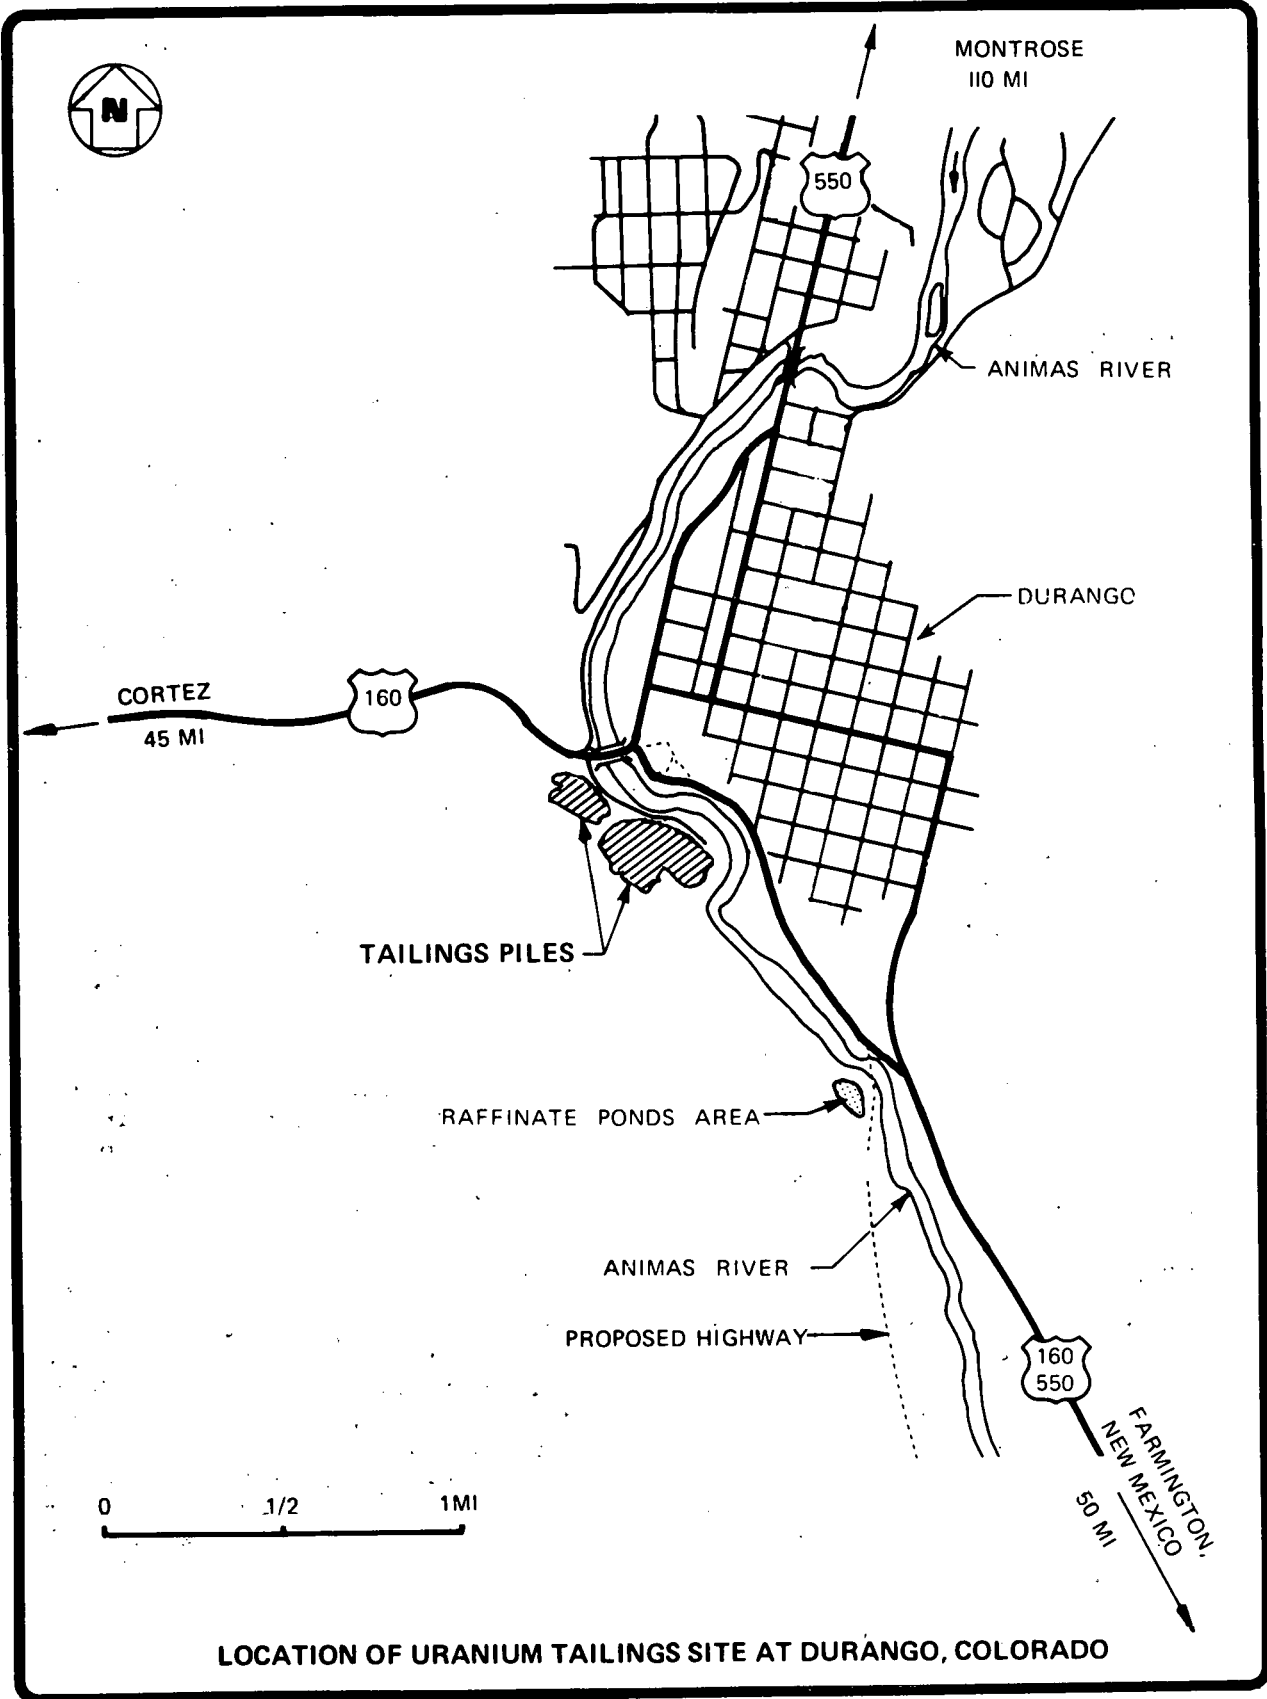 MONTROSE
110 MI
N
550
ANIMAS RIVER
DURANGO
CORTEZ
160
45 MI
TAILINGS PILES
RAFFINATE PONDS AREA
ANIMAS RIVER
PROPOSED HIGHWAY
160
550
FARMINGTON,
NEW MEXICO
50 MI
0 1/2 1MI
LOCATION OF URANIUM TAILINGS SITE AT DURANGO, COLORADO